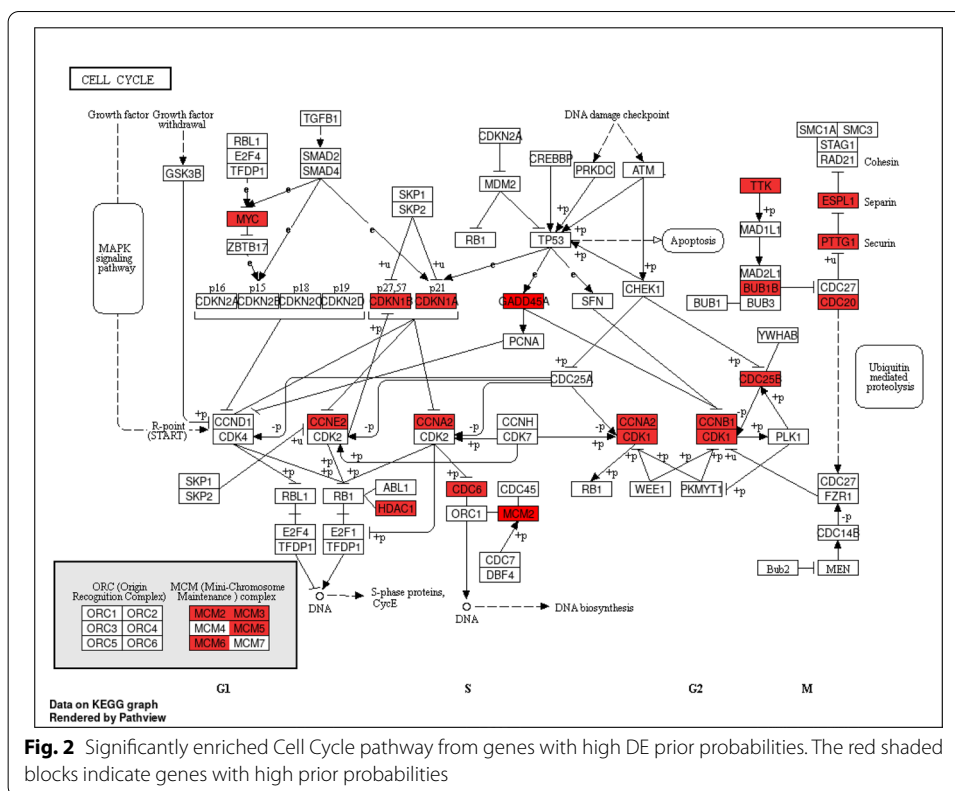 CELL CYCLE
Growth factor
Growth factor
withdrawal
GSK3B
RBL1
E2F4
TFDP1
TGFB1
SMAD2
SMAD4
e
e
e
e
MYC
ZBTB17
MAPK
signaling
pathway
SKP1
SKP2
+u
+u
CDKN2A
MDM2
RB1
CREBBP
DNA damage checkpoint
PRKDC
ATM
+p
+p
+p
+p
TP53
Apoptosis
e
e
e
CHEK1
TTK
+p
MAD1L1
MAD2L1
BUB1B
BUB3
BUB1
SMC1A
SMC3
STAG1
RAD21
Cohesin
ESPL1
Separin
PTTG1
Securin
+u
CDC27
CDC20
p16
p15
p18
p19
p27,57
p21
CDKN2A
CDKN2B
CDKN2C
CDKN2D
CDKN1B
CDKN1A
GADD45A
SFN
PCNA
+p
+p
+p
YWHAB
CDC25A
CDC25B
Ubiquitin
mediated
proteolysis
R-point
(START)
+p
CCND1
CDK4
-p
+u
CCNE2
CDK2
-p
CCNA2
CDK2
-p
+p
CCNH
CDK7
-p
+p
CCNA2
CDK1
CCNB1
CDK1
-p
+p
PLK1
SKP1
SKP2
+p
+p
+p
+p
+p
RBL1
RB1
ABL1
HDAC1
+p
CDC6
CDC45
ORC1
MCM2
+p
+p
RB1
+p
WEE1
+p
PKMYT1
+u
+p
CDC27
FZR1
-p
CDC14B
Bub2
MEN
E2F4
TFDP1
E2F1
TFDP1
+p
CDC7
DBF4
DNA
S-phase proteins,
CycE
DNA
DNA biosynthesis
ORC (Origin
Recognition Complex)
MCM (Mini-Chromosome
Maintenance ) complex
ORC1 ORC2
ORC3 ORC4
ORC5 ORC6
MCM2 MCM3
MCM4 MCM5
MCM6 MCM7
G1
S
G2
M
Data on KEGG graph
Rendered by Pathview
Fig. 2 Significantly enriched Cell Cycle pathway from genes with high DE prior probabilities. The red shaded
blocks indicate genes with high prior probabilities